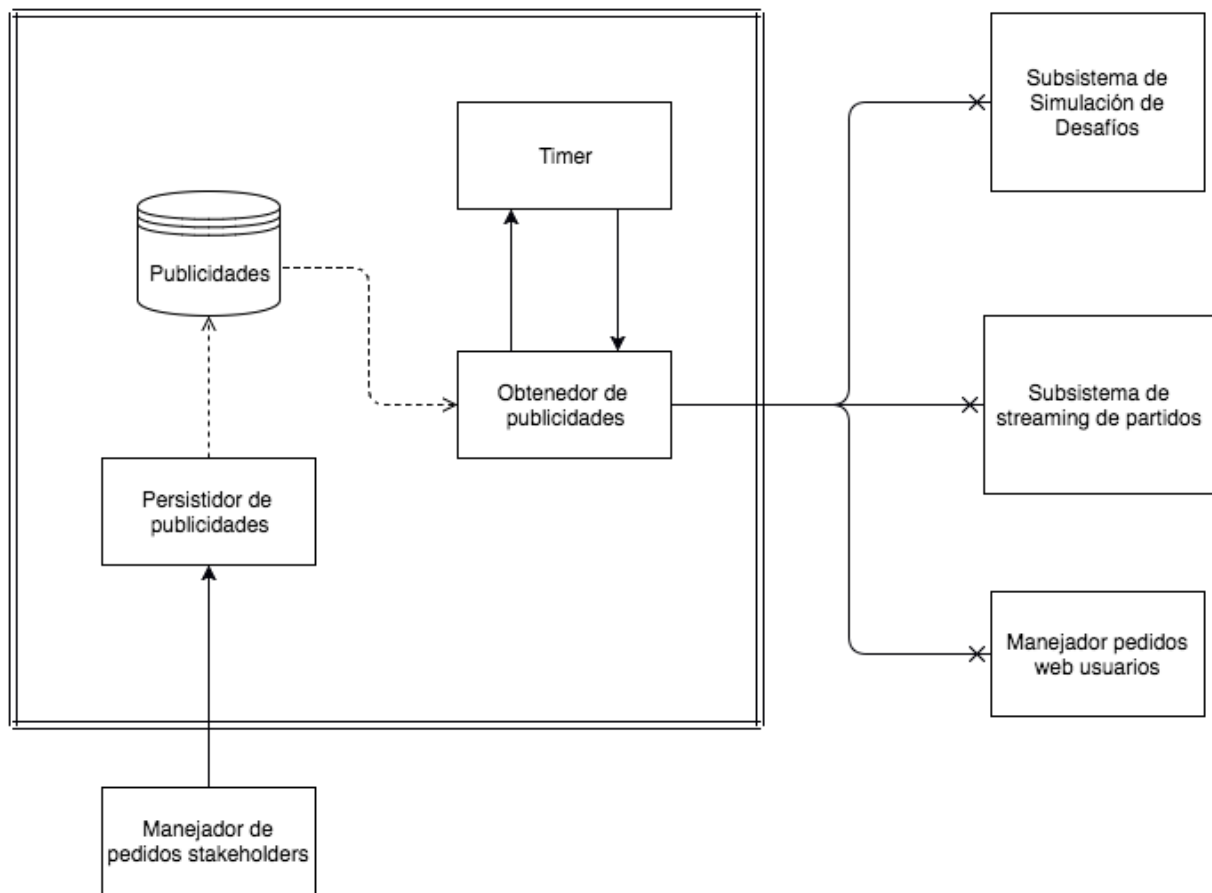 Subsistema de
Simulación de
Desafíos
Timer
Publicidades
Obtenedor de
publicidades
Subsistema de
streaming de partidos
Persistidor de
publicidades
Manejador pedidos
web usuarios
Manejador de
pedidos stakeholders